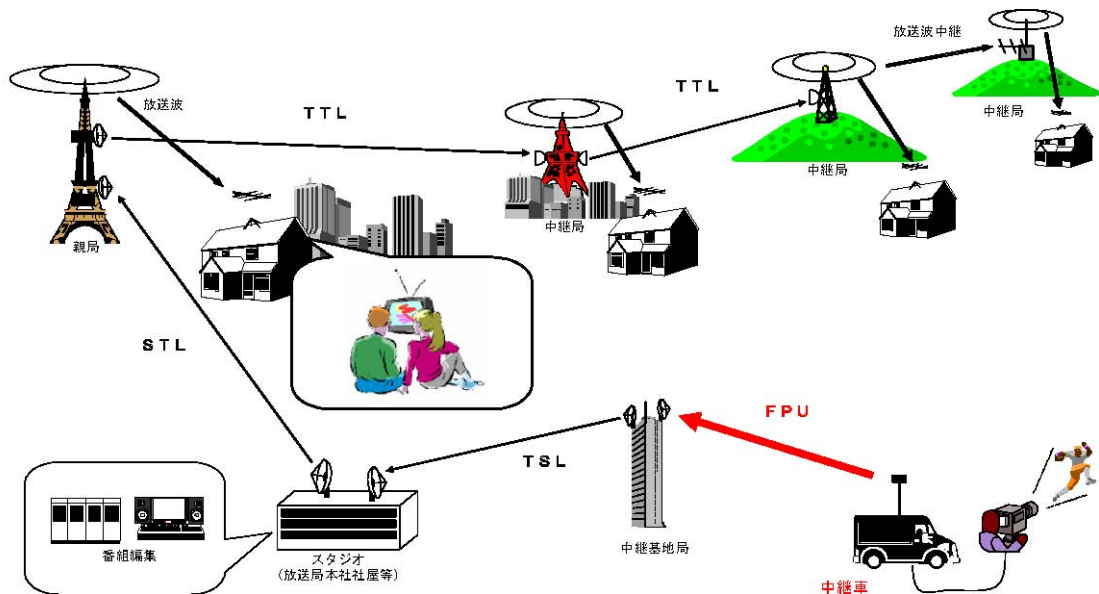 放送波中継
放送波
ＴＴＬ
ＴＴＬ
中継局
中継局
中継局
親局
ＳＴＬ
ＦＰＵ
ＴＳＬ
番組編集
スタジオ
(放送局本社社屋等)
中継基地局
中継車